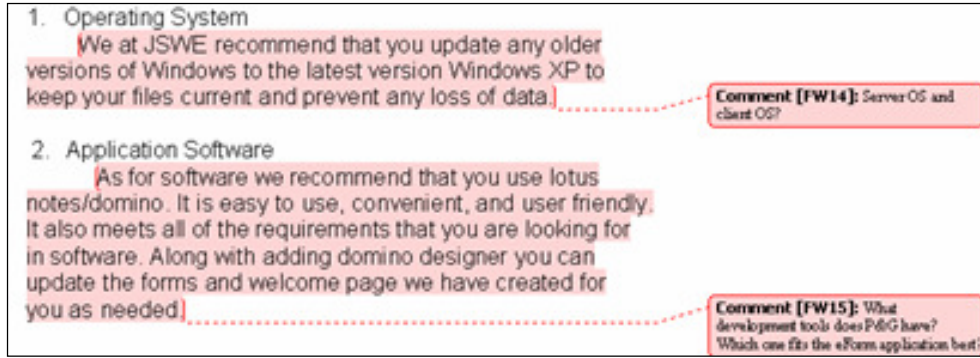 1. Operating System
We at JSWE recommend that you update any older
versions of Windows to the latest version Windows XP to
keep your files current and prevent any loss of data.
Comment [FW14]: Server OS and
client OS?
2. Application Software
As for software we recommend that you use lotus
notes/domino. It is easy to use, convenient, and user friendly.
It also meets all of the requirements that you are looking for
in software. Along with adding domino designer you can
update the forms and welcome page we have created for
you as needed.
Comment [FW15]: What
development tools does P&G have?
Which one fits the eForm application best